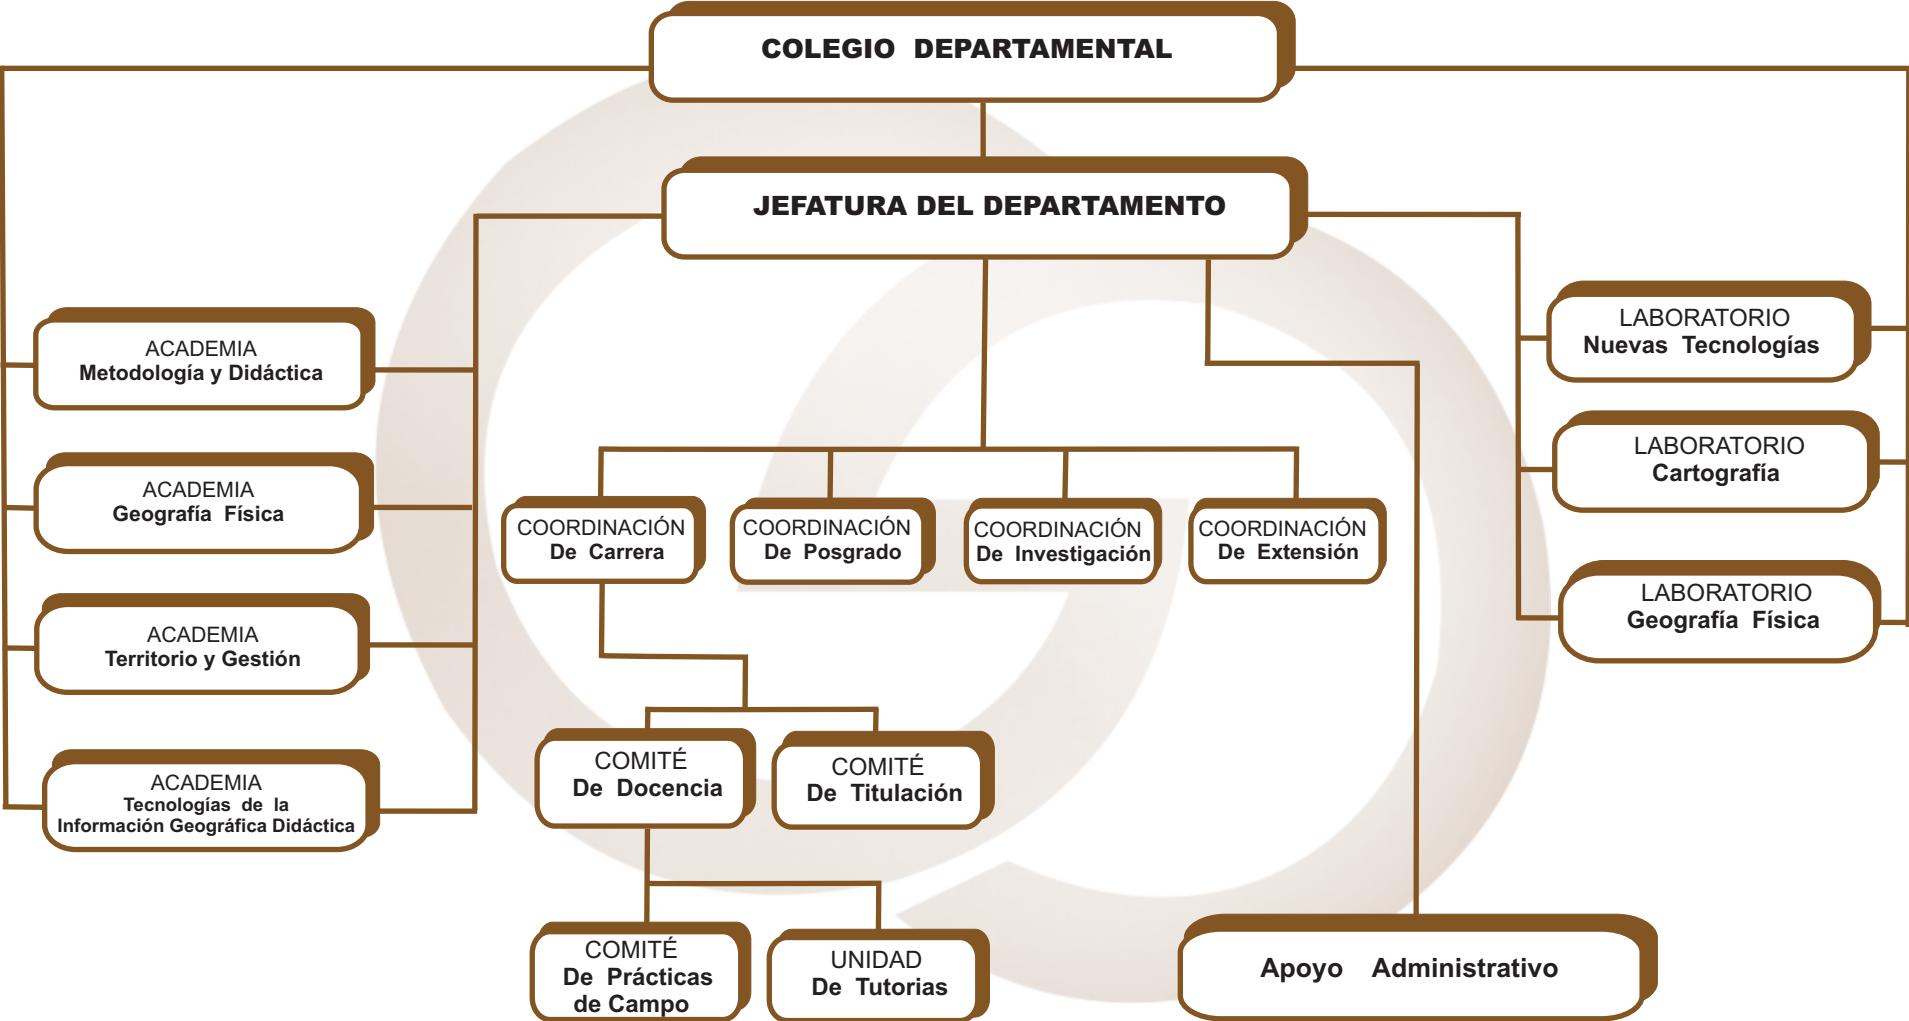 COLEGIO DEPARTAMENTAL
JEFATURA DEL DEPARTAMENTO
ACADEMIA
Metodología y Didáctica
ACADEMIA
Geografía Física
ACADEMIA
Territorio y Gestión
ACADEMIA
Tecnologías de la
Información Geográfica Didáctica
COORDINACIÓN
De Carrera
COORDINACIÓN
De Posgrado
COORDINACIÓN
De Investigación
COORDINACIÓN
De Extensión
COMITÉ
De Docencia
COMITÉ
De Titulación
COMITÉ
De Prácticas
de Campo
UNIDAD
De Tutorias
LABORATORIO
Nuevas Tecnologías
LABORATORIO
Cartografía
LABORATORIO
Geografía Física
Apoyo Administrativo